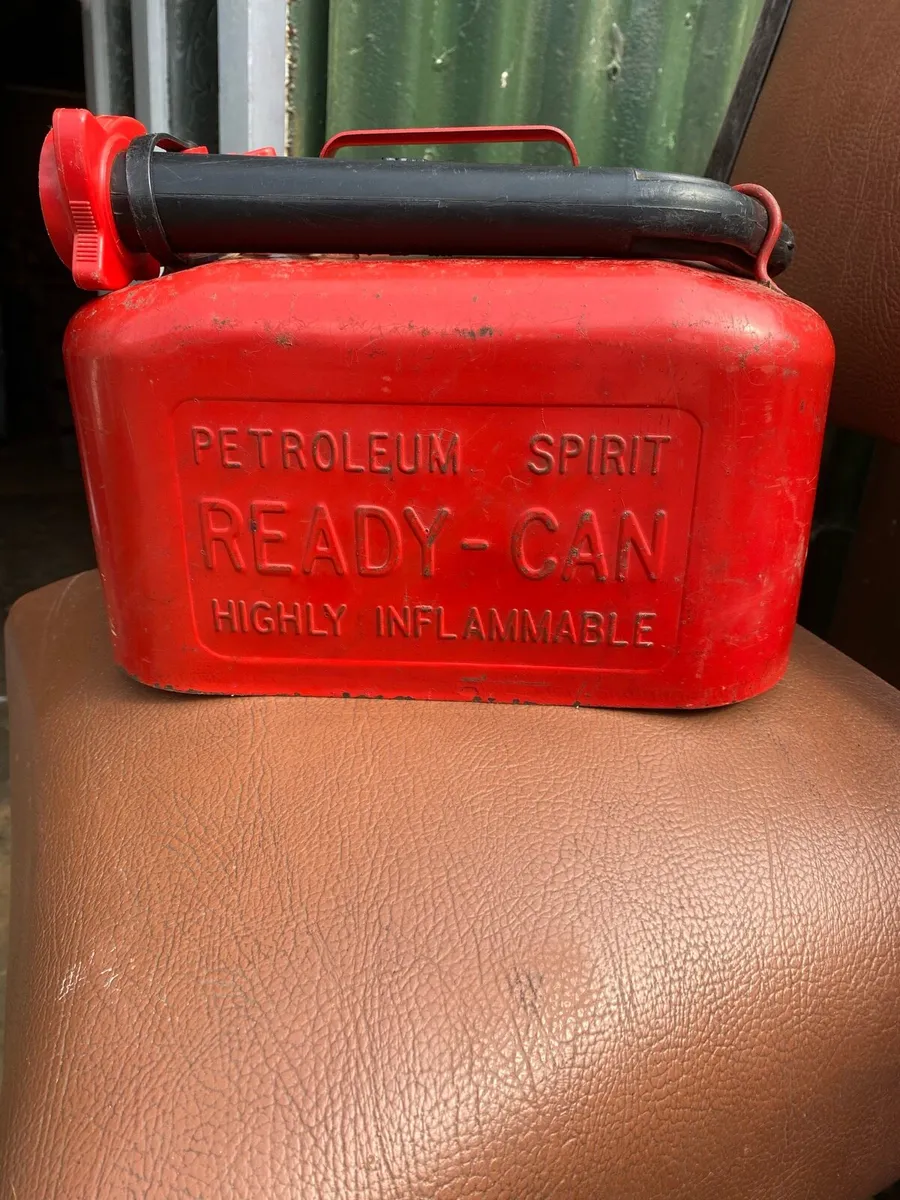 PETROLEUM SPIRIT
READY-CAN
HIGHLY INFLAMMABLE